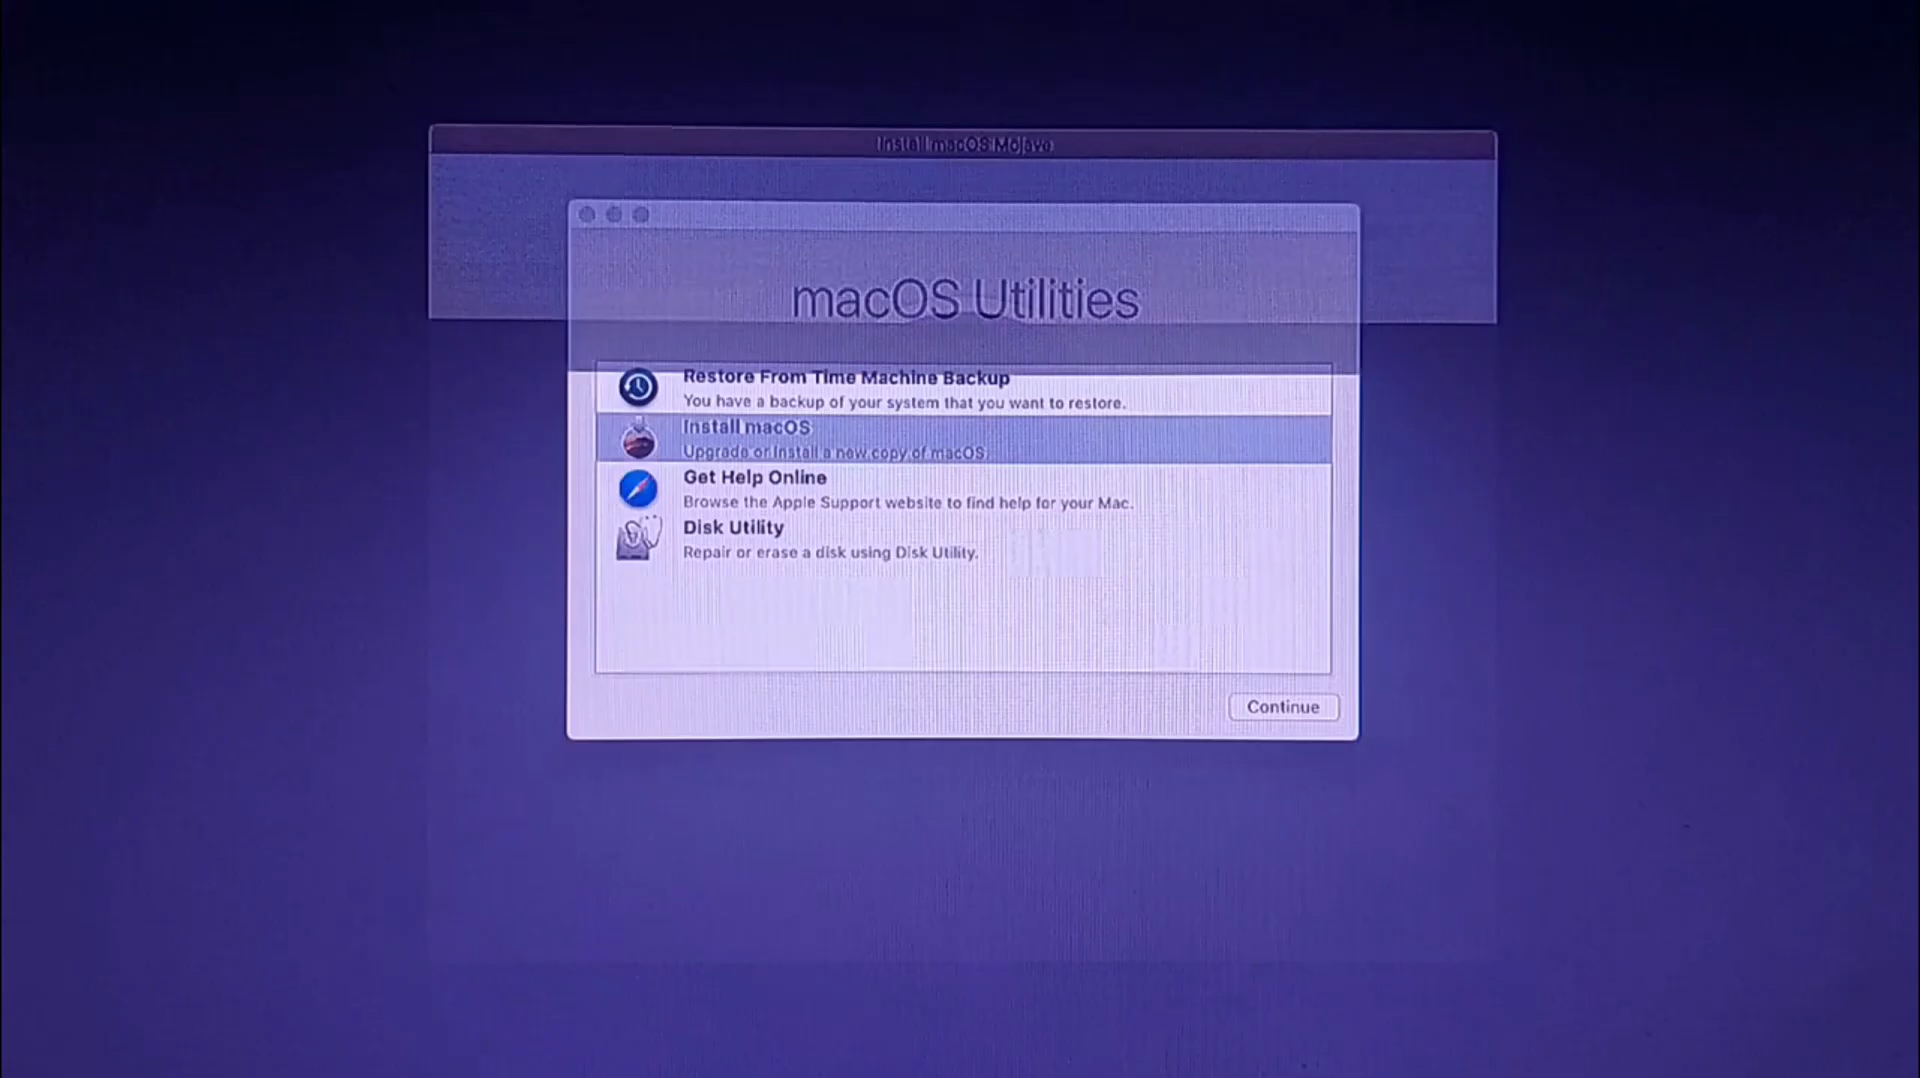 Install macOS Mojave
macOS Utilities
Restore From Time Machine Backup
You have a backup of your system that you want to restore.
Install macOS
Upgrade or install a new copy of macOS.
Get Help Online
Browse the Apple Support website to find help for your Mac.
Disk Utility
Repair or erase a disk using Disk Utility.
Continue